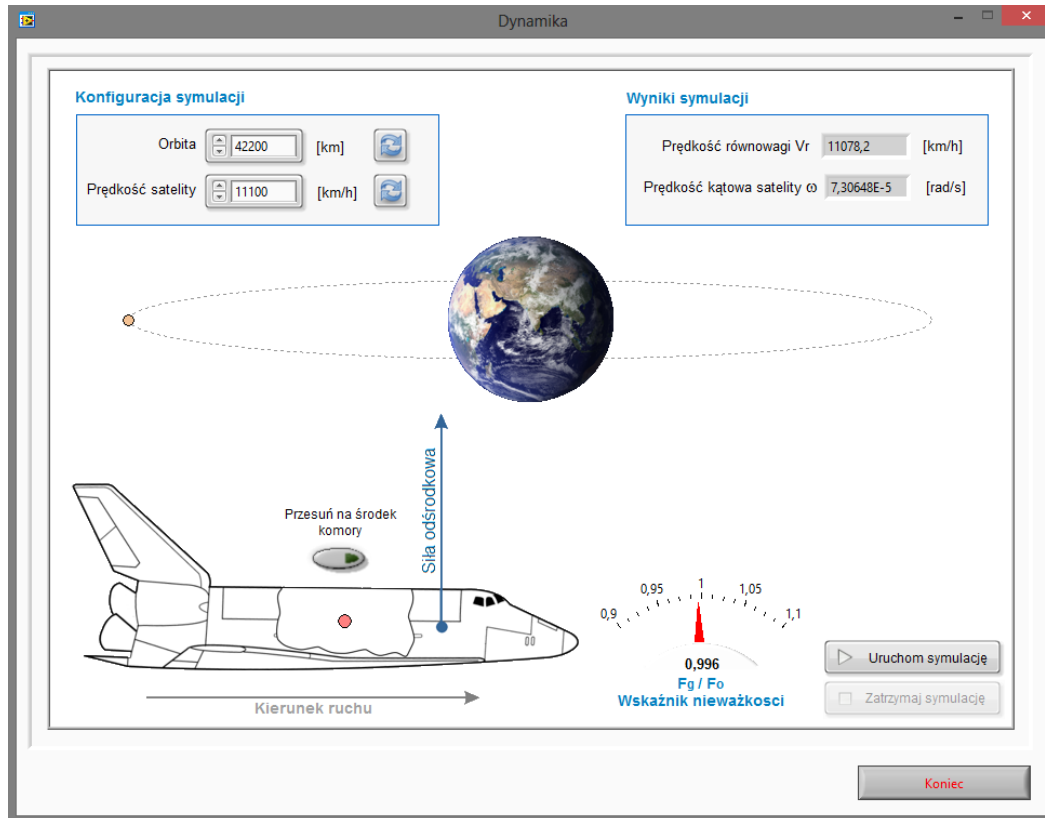 Dynamika
Konfiguracja symulacji
Orbita 42200 [km]
Prędkość satelity 11100 [km/h]
Wyniki symulacji
Prędkość równowagi Vr 11078,2 [km/h]
Prędkość kątowa satelity ω 7,30648E-5 [rad/s]
Siła odśrodkowa
Przesuń na środek
komory
Kierunek ruchu
0,9 0,95 1 1,05 1,1
0,996
Fg / Fo
Wskaźnik nieważkosci
Uruchom symulację
Zatrzymaj symulację
Koniec